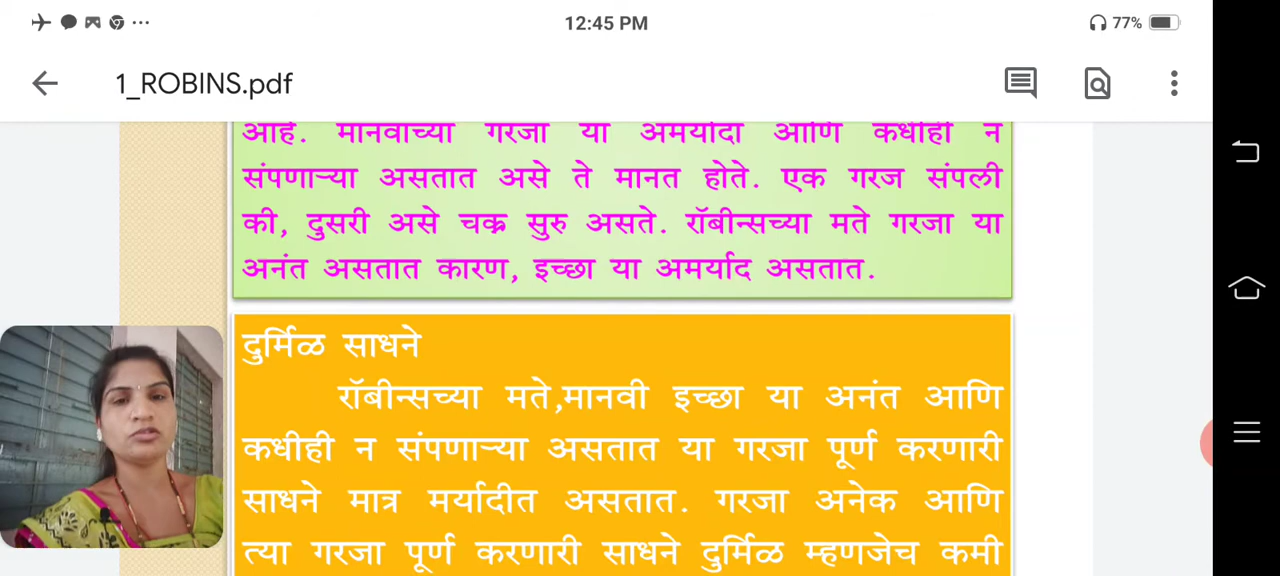 12:45 PM
77%
1_ROBINS.pdf
आहे. मानवाच्या गरजा या अमर्यादा आणि कधीही न
संपणाऱ्या असतात असे ते मानत होते. एक गरज संपली
की, दुसरी असे चक्र सुरु असते. रॉबीन्सच्या मते गरजा या
अनंत असतात कारण, इच्छा या अमर्याद असतात.
दुर्मिळ साधने
रॉबीन्सच्या मते,मानवी इच्छा या अनंत आणि
कधीही न संपणाऱ्या असतात या गरजा पूर्ण करणारी
साधने मात्र मर्यादीत असतात. गरजा अनेक आणि
त्या गरजा पूर्ण करणारी साधने दुर्मिळ म्हणजेच कमी